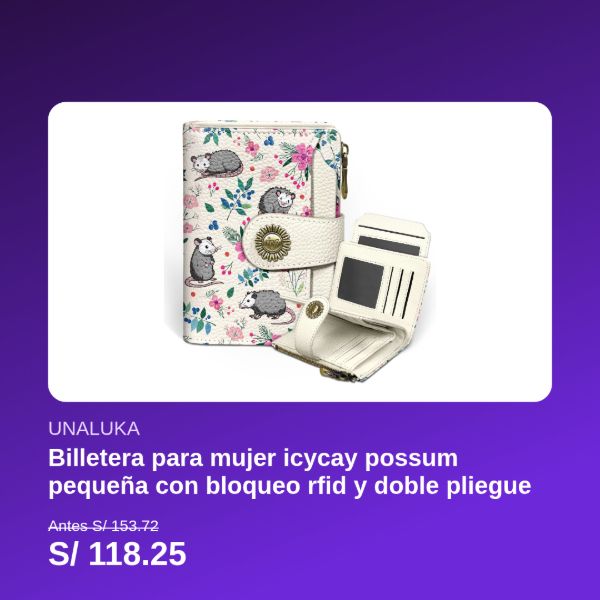 UNALUKA
Billetera para mujer icycay possum
pequeña con bloqueo rfid y doble pliegue
Antes S/ 153.72
S/ 118.25